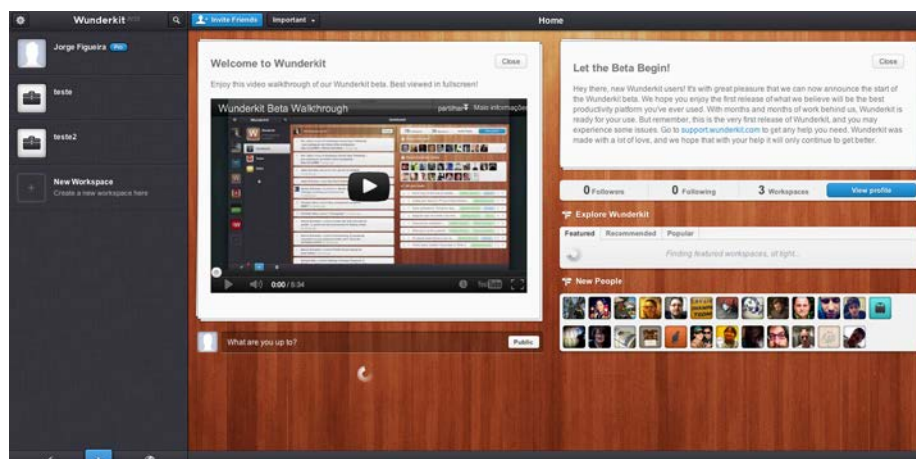 Wunderkit
Invite Friends
Important
Home
Jorge Figueira Pro
teste
teste2
New Workspace
Create a new workspace here
Welcome to Wunderkit
Close
Enjoy this video walkthrough of our Wunderkit beta. Best viewed in fullscreen!
Wunderkit Beta Walkthrough
partilhar
Mais informações
0:00 / 5:34
What are you up to?
Public
Let the Beta Begin!
Close
Hey there, new Wunderkit users! It's with great pleasure that we can now announce the start of
the Wunderkit beta. We hope you enjoy the first release of what we believe will be the best
productivity platform you've ever used. With months and months of work behind us, Wunderkit is
ready for your use. But remember, this is the very first release of Wunderkit, and you may
experience some issues. Go to support.wunderkit.com to get any help you need. Wunderkit was
made with a lot of love, and we hope that with your help it will only continue to get better.
0 Followers
0 Following
3 Workspaces
View profile
Explore Wunderkit
Featured
Recommended
Popular
Finding featured workspaces, sit tight...
New People